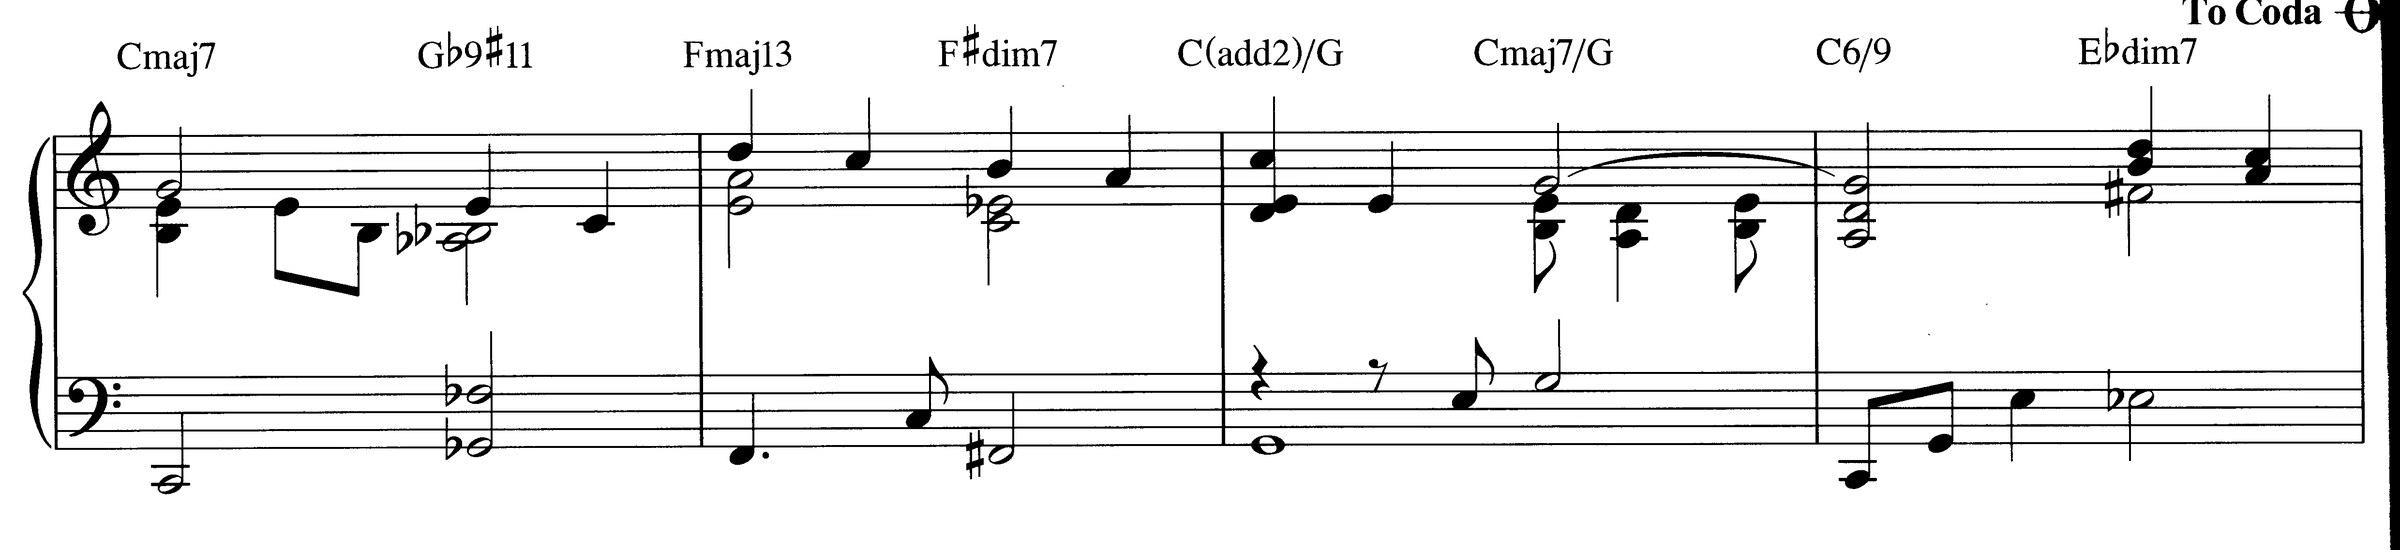 To Coda
Cmaj7 G♭9♯11 Fmaj13 F♯dim7 C(add2)/G Cmaj7/G C6/9 E♭dim7